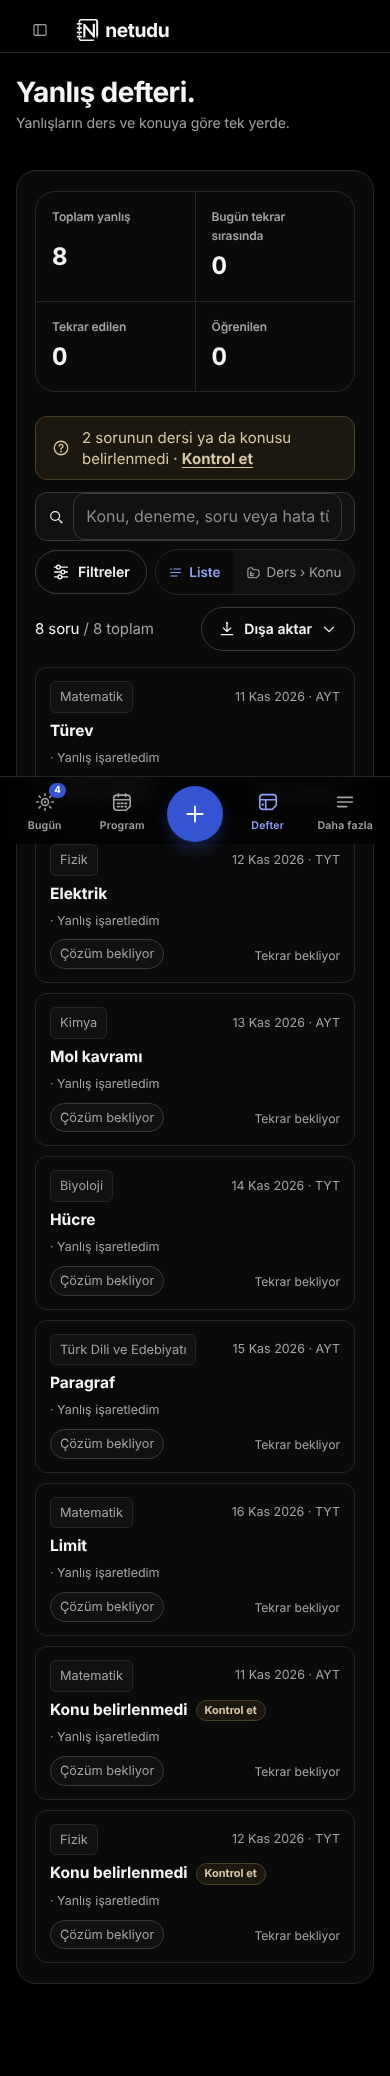 netudu
Yanlış defteri.
Yanlışların ders ve konuya göre tek yerde.
Toplam yanlış
8
Bugün tekrar
sırasında
0
Tekrar edilen
0
Öğrenilen
0
2 sorunun dersi ya da konusu
belirlenmedi · Kontrol et
Konu, deneme, soru veya hata tü
Filtreler
Liste
Ders › Konu
8 soru / 8 toplam
Dışa aktar
Matematik
11 Kas 2026 · AYT
Türev
· Yanlış işaretledim
4
Bugün
Program
Defter
Daha fazla
Fizik
12 Kas 2026 · TYT
Elektrik
· Yanlış işaretledim
Çözüm bekliyor
Tekrar bekliyor
Kimya
13 Kas 2026 · AYT
Mol kavramı
· Yanlış işaretledim
Çözüm bekliyor
Tekrar bekliyor
Biyoloji
14 Kas 2026 · TYT
Hücre
· Yanlış işaretledim
Çözüm bekliyor
Tekrar bekliyor
Türk Dili ve Edebiyatı
15 Kas 2026 · AYT
Paragraf
· Yanlış işaretledim
Çözüm bekliyor
Tekrar bekliyor
Matematik
16 Kas 2026 · TYT
Limit
· Yanlış işaretledim
Çözüm bekliyor
Tekrar bekliyor
Matematik
11 Kas 2026 · AYT
Konu belirlenmedi Kontrol et
· Yanlış işaretledim
Çözüm bekliyor
Tekrar bekliyor
Fizik
12 Kas 2026 · TYT
Konu belirlenmedi Kontrol et
· Yanlış işaretledim
Çözüm bekliyor
Tekrar bekliyor